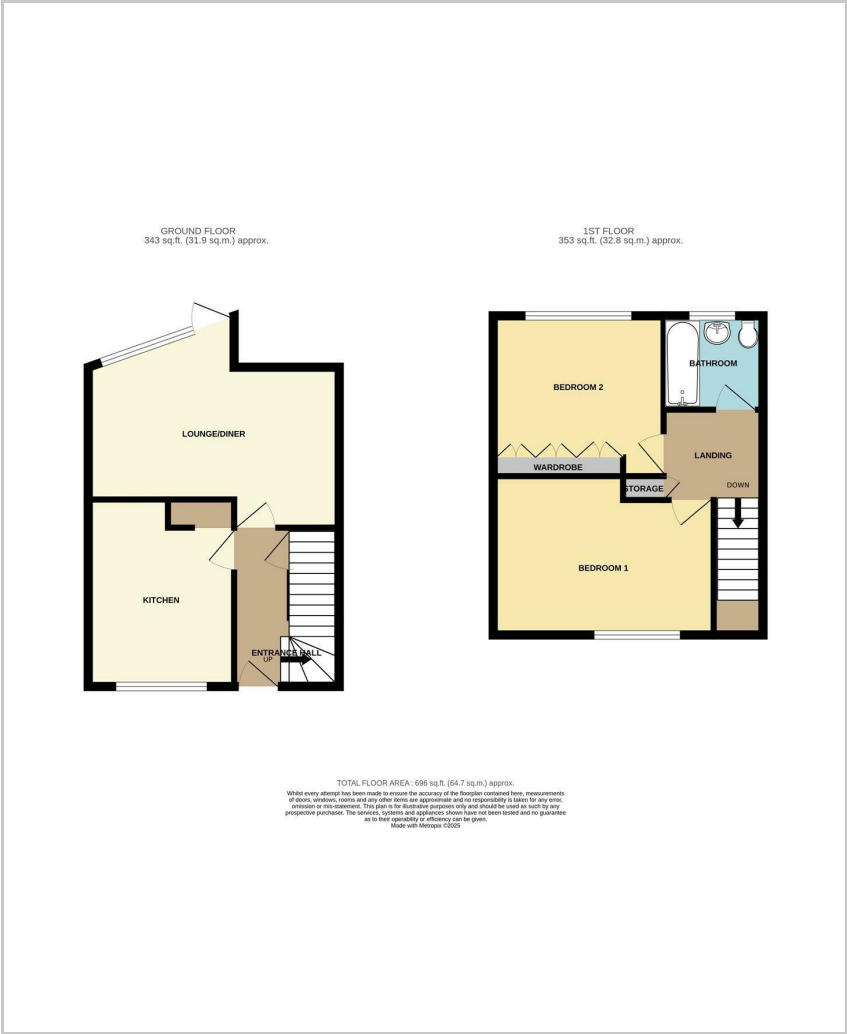 GROUND FLOOR
343 sq.ft. (31.9 sq.m.) approx.
1ST FLOOR
353 sq.ft. (32.8 sq.m.) approx.
LOUNGE/DINER
KITCHEN
ENTRANCE HALL
UP
BEDROOM 2
BATHROOM
WARDROBE
LANDING
STORAGE
DOWN
BEDROOM 1
TOTAL FLOOR AREA : 696 sq.ft. (64.7 sq.m.) approx.
Whilst every attempt has been made to ensure the accuracy of the floorplan contained here, measurements
of doors, windows, rooms and any other items are approximate and no responsibility is taken for any error,
omission or mis-statement. This plan is for illustrative purposes only and should be used as such by any
prospective purchaser. The services, systems and appliances shown have not been tested and no guarantee
as to their operability or efficiency can be given.
Made with Metropix ©2025